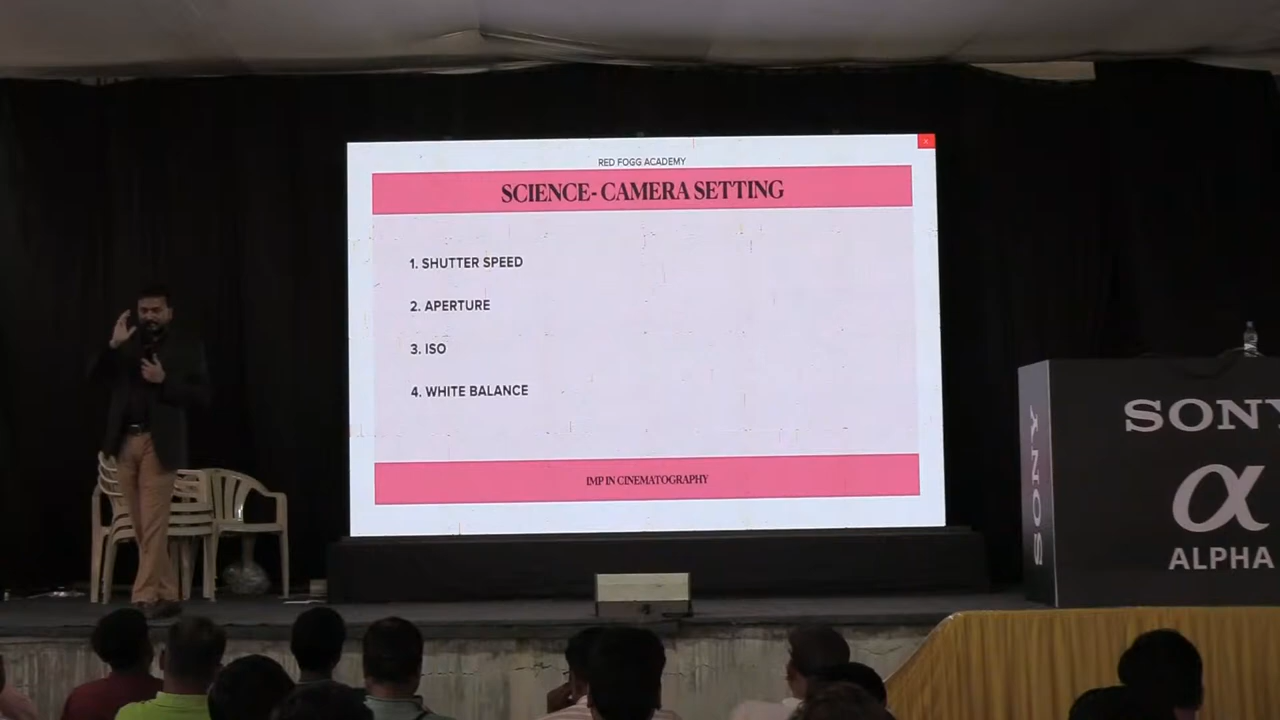 X
RED FOGG ACADEMY
SCIENCE- CAMERA SETTING
1. SHUTTER SPEED
2. APERTURE
3. ISO
4. WHITE BALANCE
IMP IN CINEMATOGRAPHY
SONY
SONY
α
ALPHA